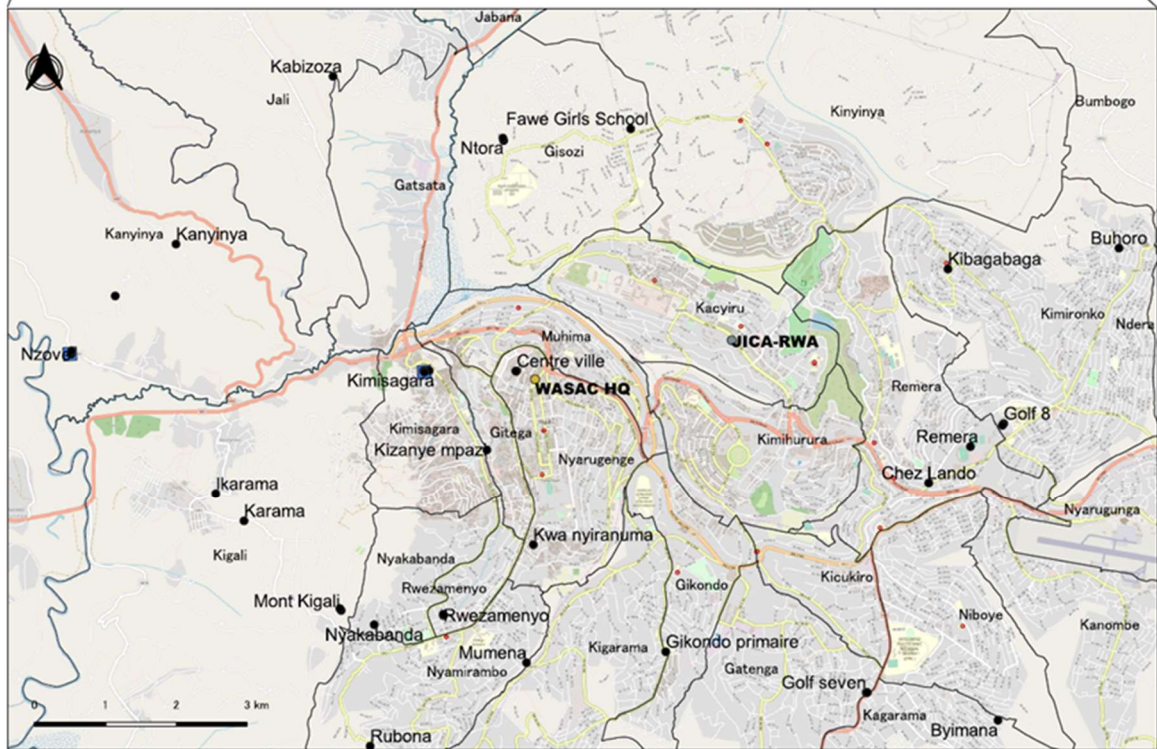 Jabana
Kabizoza
Jali
Bumbogo
Kinyinya
Fawe Girls School
Ntora
Gisozi
Gatsata
Kanyinya
Kanyinya
Buhoro
Kibagabaga
Kacyiru
Kimironko
Ndera
Muhima
JICA-RWA
Nzove
Centre ville
Kimisagara
WASAC HQ
Remera
Golf 8
Kimisagara
Gitega
Kimihurura
Remera
Kizanye mpaz
Nyarugenge
Chez Lando
Ikarama
Karama
Nyarugunga
Kwa nyiranuma
Kigali
Nyakabanda
Kicukiro
Rwezamenyo
Gikondo
Mont Kigali
Rwezamenyo
Niboye
Kanombe
Nyakabanda
Gikondo primaire
Mumena
Kigarama
Nyamirambo
Gatenga
Golf seven
0 1 2 3 km
Kagarama
Byimana
Rubona